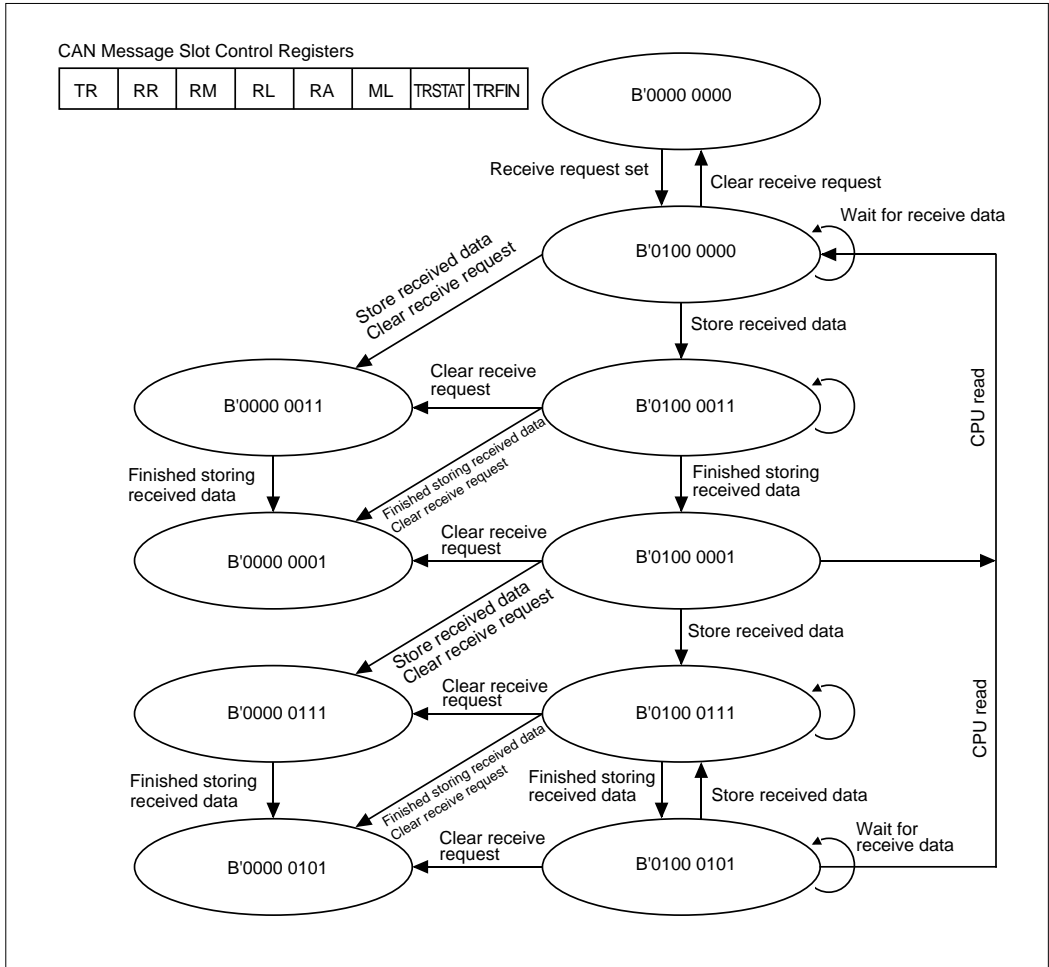 CAN Message Slot Control Registers
TR RR RM RL RA ML TRSTAT TRFIN
B'0000 0000
Receive request set
Clear receive request
Wait for receive data
B'0100 0000
Store received data
Clear receive request
Store received data
Clear receive
request
B'0000 0011
B'0100 0011
CPU read
Finished storing
received data
Finished storing received data
Clear receive request
Finished storing
received data
Clear receive
request
B'0000 0001
B'0100 0001
Store received data
Clear receive request
Store received data
Clear receive
request
B'0000 0111
B'0100 0111
CPU read
Finished storing
received data
Finished storing received data
Clear receive request
Finished storing
received data
Store received data
Clear receive
request
Wait for
receive data
B'0000 0101
B'0100 0101